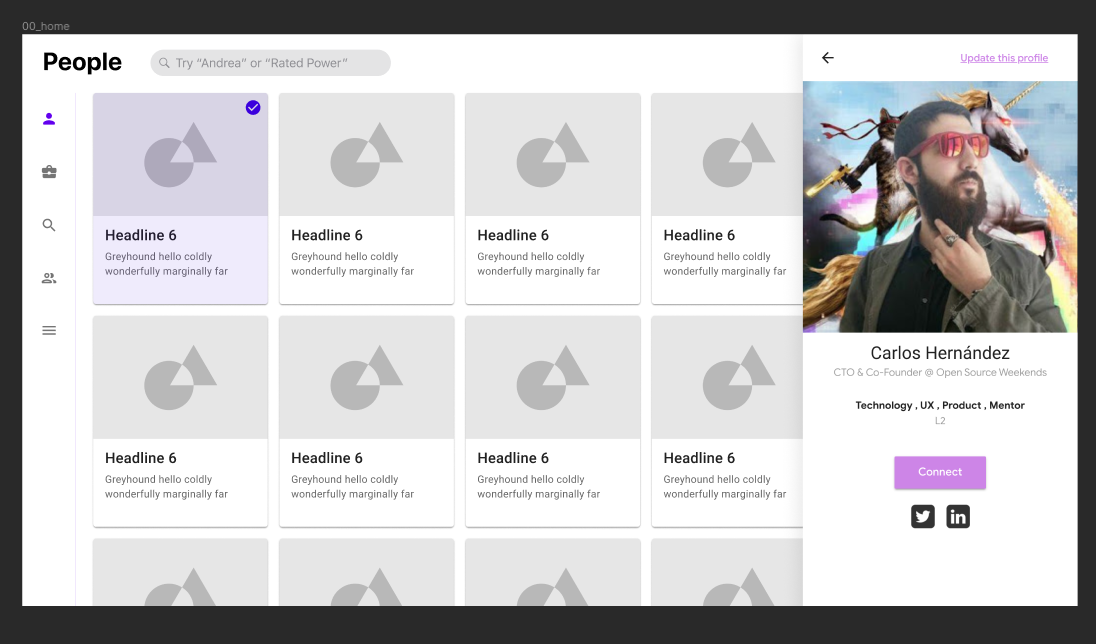 00_home
People
Try “Andrea” or “Rated Power”
Headline 6
Greyhound hello coldly
wonderfully marginally far
Headline 6
Greyhound hello coldly
wonderfully marginally far
Headline 6
Greyhound hello coldly
wonderfully marginally far
Headline 6
Greyhound hello coldly
wonderfully marginally far
Headline 6
Greyhound hello coldly
wonderfully marginally far
Headline 6
Greyhound hello coldly
wonderfully marginally far
Headline 6
Greyhound hello coldly
wonderfully marginally far
Headline 6
Greyhound hello coldly
wonderfully marginally far
Update this profile
Carlos Hernández
CTO & Co-Founder @ Open Source Weekends
Technology , UX , Product , Mentor
L2
Connect
in